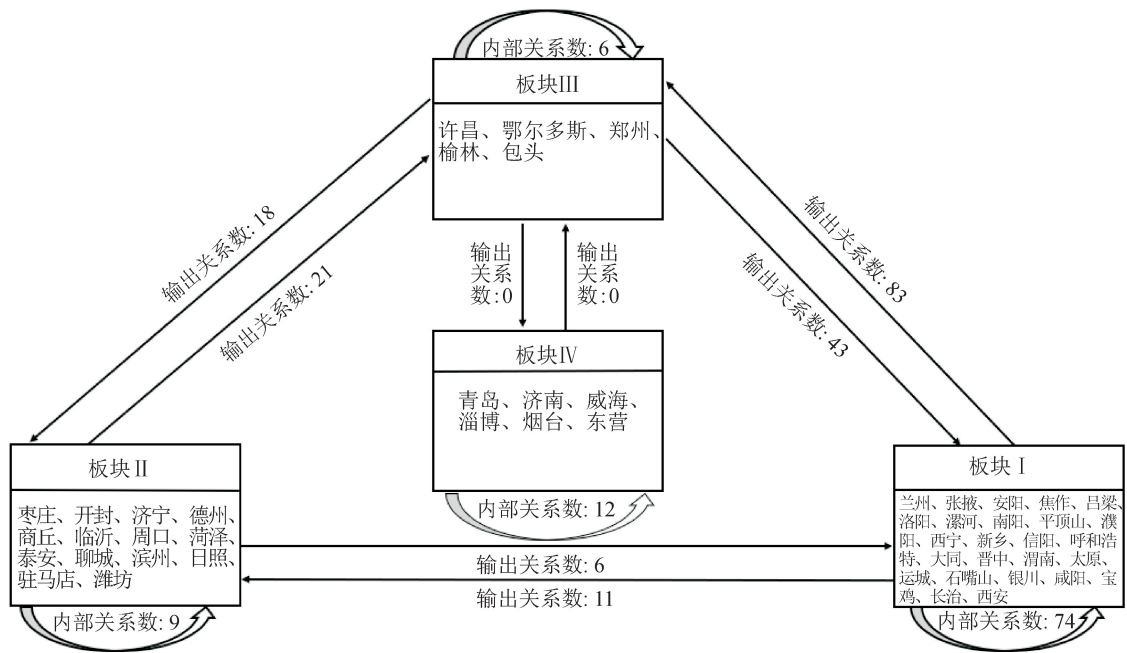 内部关系数: 6
板块Ⅲ
许昌、鄂尔多斯、郑州、
榆林、包头
输出关系数: 18
输出关系数: 21
输出关系数: 83
输出关系数: 43
输出
关系
数:0
输出
关系
数:0
板块Ⅳ
青岛、济南、威海、
淄博、烟台、东营
内部关系数: 12
板块Ⅱ
枣庄、开封、济宁、德州、
商丘、临沂、周口、菏泽、
泰安、聊城、滨州、日照、
驻马店、潍坊
内部关系数: 9
输出关系数: 6
输出关系数: 11
板块Ⅰ
兰州、张掖、安阳、焦作、吕梁、
洛阳、漯河、南阳、平顶山、濮
阳、西宁、新乡、信阳、呼和浩
特、大同、晋中、渭南、太原、
运城、石嘴山、银川、咸阳、宝
鸡、长治、西安
内部关系数: 74